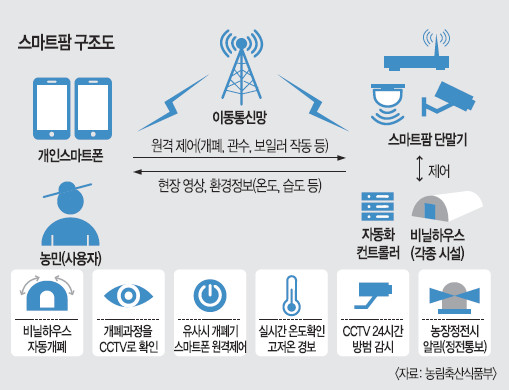 스마트팜 구조도
이동통신망
개인스마트폰
스마트팜 단말기
원격 제어(개폐, 관수, 보일러 작동 등)
현장 영상, 환경정보(온도, 습도 등)
제어
농민(사용자)
자동화
컨트롤러
비닐하우스
(각종 시설)
비닐하우스
자동개폐
개폐과정을
CCTV로 확인
유사시 개폐기
스마트폰 원격제어
실시간 온도확인
고저온 경보
CCTV 24시간
방범 감시
농장정전시
알림(정전통보)
〈자료: 농림축산식품부〉